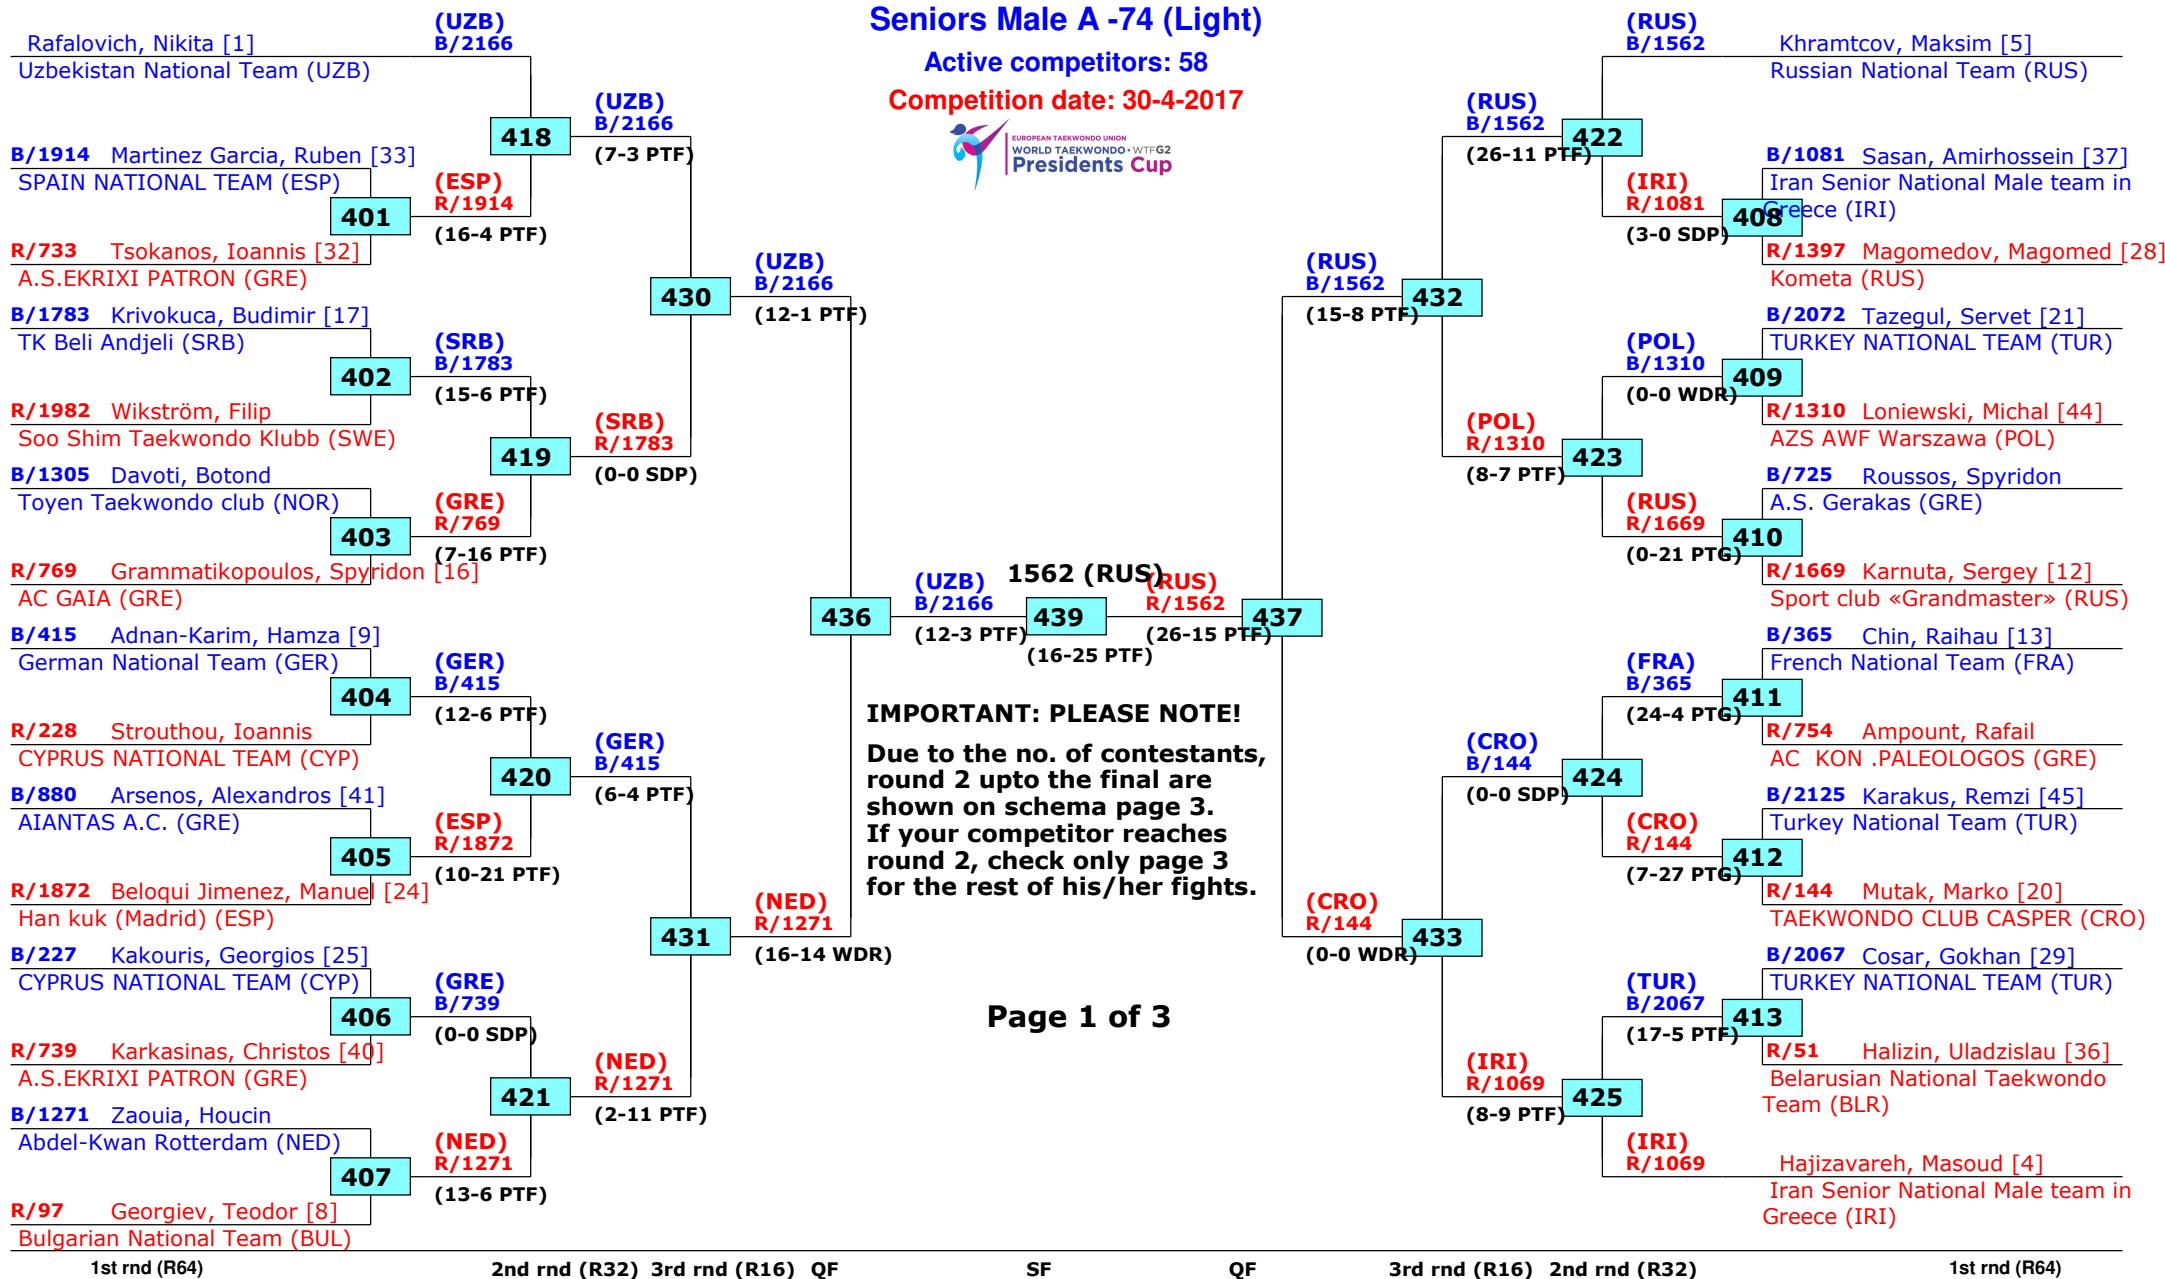 Seniors Male A -74 (Light)
Active competitors: 58
Competition date: 30-4-2017
EUROPEAN TAEKWONDO UNION
WORLD TAEKWONDO • WTFG2
Presidents Cup
Rafalovich, Nikita [1]
Uzbekistan National Team (UZB)
(UZB)
B/2166
B/1914 Martinez Garcia, Ruben [33]
SPAIN NATIONAL TEAM (ESP)
401
(ESP)
R/1914
(16-4 PTF)
R/733 Tsokanos, Ioannis [32]
A.S.EKRIXI PATRON (GRE)
418
(UZB)
B/2166
(7-3 PTF)
B/1783 Krivokuca, Budimir [17]
TK Beli Andjeli (SRB)
402
(SRB)
B/1783
(15-6 PTF)
R/1982 Wikström, Filip
Soo Shim Taekwondo Klubb (SWE)
419
(SRB)
R/1783
(0-0 SDP)
B/1305 Davoti, Botond
Toyen Taekwondo club (NOR)
403
(GRE)
R/769
(7-16 PTF)
R/769 Grammatikopoulos, Spyridon [16]
AC GAIA (GRE)
430
(UZB)
B/2166
(12-1 PTF)
B/415 Adnan-Karim, Hamza [9]
German National Team (GER)
404
(GER)
B/415
(12-6 PTF)
R/228 Strouthou, Ioannis
CYPRUS NATIONAL TEAM (CYP)
420
(GER)
B/415
(6-4 PTF)
B/880 Arsenos, Alexandros [41]
AIANTAS A.C. (GRE)
405
(ESP)
R/1872
(10-21 PTF)
R/1872 Beloqui Jimenez, Manuel [24]
Han kuk (Madrid) (ESP)
431
(NED)
R/1271
(16-14 WDR)
B/227 Kakouris, Georgios [25]
CYPRUS NATIONAL TEAM (CYP)
406
(GRE)
B/739
(0-0 SDP)
R/739 Karkasinas, Christos [40]
A.S.EKRIXI PATRON (GRE)
421
(NED)
R/1271
(2-11 PTF)
B/1271 Zaouia, Houcin
Abdel-Kwan Rotterdam (NED)
407
(NED)
R/1271
(13-6 PTF)
R/97 Georgiev, Teodor [8]
Bulgarian National Team (BUL)
436
(UZB)
B/2166
(12-3 PTF)
1562 (RUS)
439
(16-25 PTF)
(RUS)
R/1562
(26-15 PTF)
437
IMPORTANT: PLEASE NOTE!
Due to the no. of contestants,
round 2 upto the final are
shown on schema page 3.
If your competitor reaches
round 2, check only page 3
for the rest of his/her fights.
Page 1 of 3
(RUS)
B/1562
Khramtcov, Maksim [5]
Russian National Team (RUS)
(RUS)
B/1562
(26-11 PTF)
422
B/1081 Sasan, Amirhossein [37]
Iran Senior National Male team in
Greece (IRI)
(IRI)
R/1081
(3-0 SDP)
408
R/1397 Magomedov, Magomed [28]
Kometa (RUS)
(RUS)
B/1562
(15-8 PTF)
432
B/2072 Tazegul, Servet [21]
TURKEY NATIONAL TEAM (TUR)
(POL)
B/1310
(0-0 WDR)
409
R/1310 Loniewski, Michal [44]
AZS AWF Warszawa (POL)
(POL)
R/1310
(8-7 PTF)
423
B/725 Roussos, Spyridon
A.S. Gerakas (GRE)
(RUS)
R/1669
(0-21 PTG)
410
R/1669 Karnuta, Sergey [12]
Sport club «Grandmaster» (RUS)
B/365 Chin, Raihau [13]
French National Team (FRA)
(FRA)
B/365
(24-4 PTG)
411
R/754 Ampount, Rafail
AC KON .PALEOLOGOS (GRE)
(CRO)
B/144
(0-0 SDP)
424
B/2125 Karakus, Remzi [45]
Turkey National Team (TUR)
(CRO)
R/144
(7-27 PTG)
412
R/144 Mutak, Marko [20]
TAEKWONDO CLUB CASPER (CRO)
(CRO)
R/144
(0-0 WDR)
433
B/2067 Cosar, Gokhan [29]
TURKEY NATIONAL TEAM (TUR)
(TUR)
B/2067
(17-5 PTF)
413
R/51 Halizin, Uladzislau [36]
Belarusian National Taekwondo
Team (BLR)
(IRI)
R/1069
(8-9 PTF)
425
(IRI)
R/1069
Hajizavareh, Masoud [4]
Iran Senior National Male team in
Greece (IRI)
1st rnd (R64) 2nd rnd (R32) 3rd rnd (R16) QF SF QF 3rd rnd (R16) 2nd rnd (R32) 1st rnd (R64)